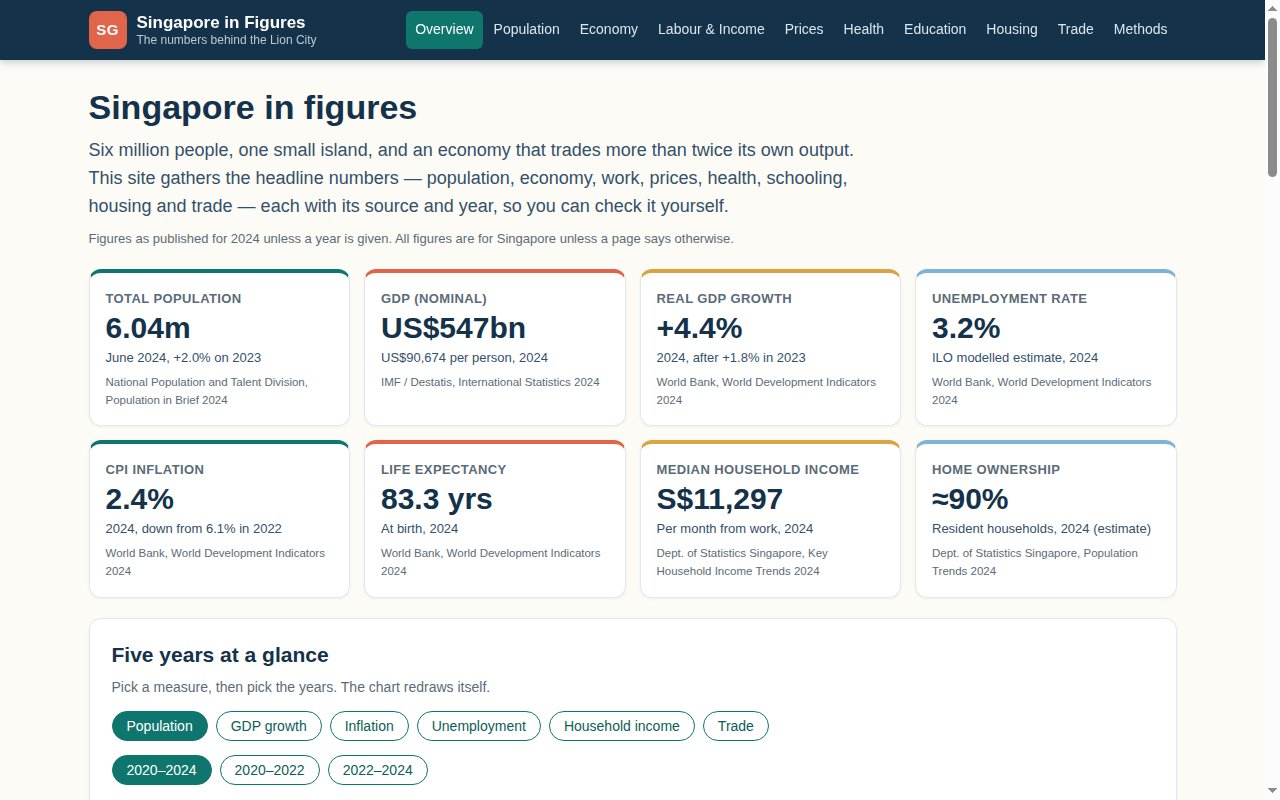 SG
Singapore in Figures
The numbers behind the Lion City
Overview
Population
Economy
Labour & Income
Prices
Health
Education
Housing
Trade
Methods
Singapore in figures
Six million people, one small island, and an economy that trades more than twice its own output.
This site gathers the headline numbers — population, economy, work, prices, health, schooling,
housing and trade — each with its source and year, so you can check it yourself.
Figures as published for 2024 unless a year is given. All figures are for Singapore unless a page says otherwise.
TOTAL POPULATION
6.04m
June 2024, +2.0% on 2023
National Population and Talent Division,
Population in Brief 2024
GDP (NOMINAL)
US$547bn
US$90,674 per person, 2024
IMF / Destatis, International Statistics 2024
REAL GDP GROWTH
+4.4%
2024, after +1.8% in 2023
World Bank, World Development Indicators
2024
UNEMPLOYMENT RATE
3.2%
ILO modelled estimate, 2024
World Bank, World Development Indicators
2024
CPI INFLATION
2.4%
2024, down from 6.1% in 2022
World Bank, World Development Indicators
2024
LIFE EXPECTANCY
83.3 yrs
At birth, 2024
World Bank, World Development Indicators
2024
MEDIAN HOUSEHOLD INCOME
S$11,297
Per month from work, 2024
Dept. of Statistics Singapore, Key
Household Income Trends 2024
HOME OWNERSHIP
≈90%
Resident households, 2024 (estimate)
Dept. of Statistics Singapore, Population
Trends 2024
Five years at a glance
Pick a measure, then pick the years. The chart redraws itself.
Population
GDP growth
Inflation
Unemployment
Household income
Trade
2020–2024
2020–2022
2022–2024